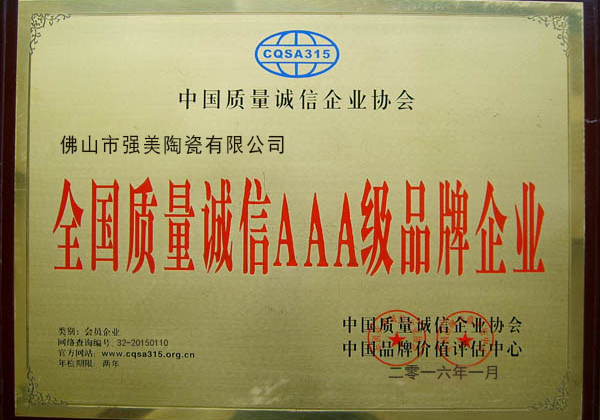 CQSA315
中国质量诚信企业协会
佛山市强美陶瓷有限公司
全国质量诚信AAA级品牌企业
类别: 会员企业
网络查询编号: 32-20150110
官方网站: www.cqsa315.org.cn
年检期限: 两年
中国质量诚信企业协会
中国品牌价值评估中心
二零一六年一月